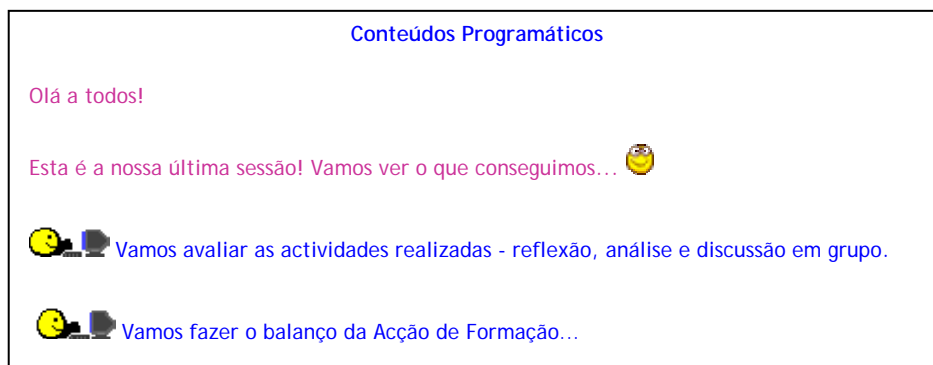 Conteúdos Programáticos
Olá a todos!
Esta é a nossa última sessão! Vamos ver o que conseguimos...
Vamos avaliar as actividades realizadas - reflexão, análise e discussão em grupo.
Vamos fazer o balanço da Acção de Formação...